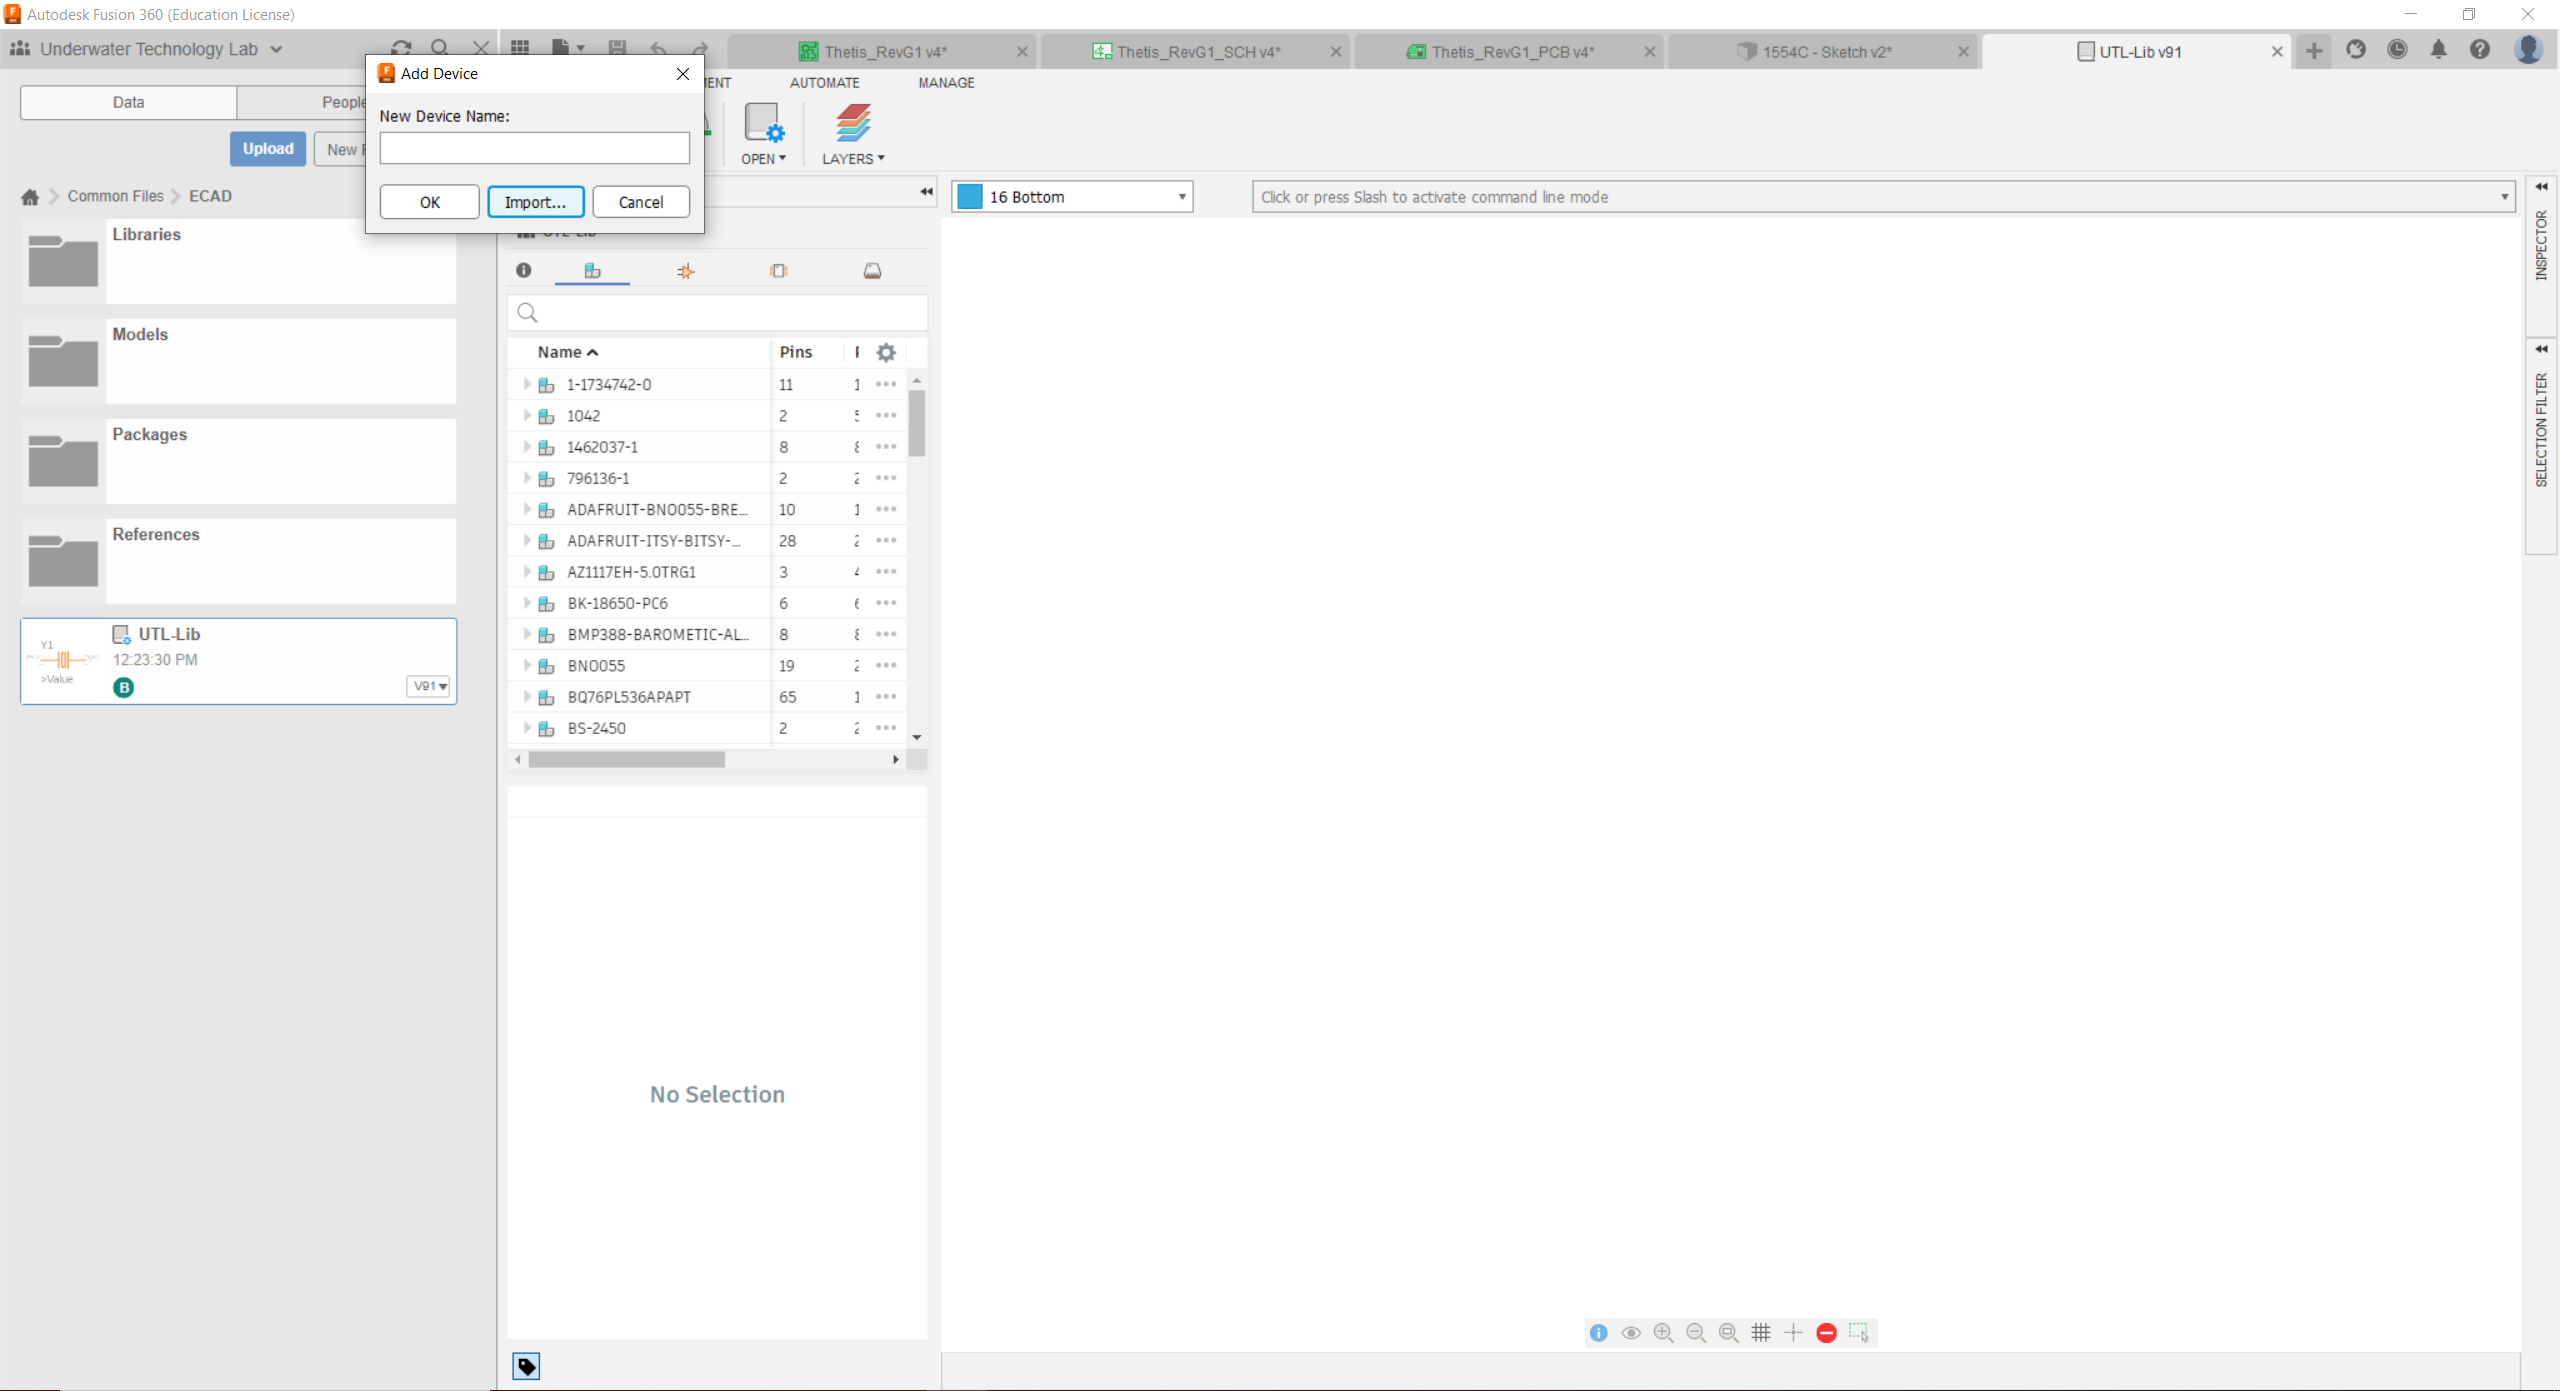 Autodesk Fusion 360 (Education License)
Underwater Technology Lab
Thetis_RevG1 v4*
Thetis_RevG1_SCH v4*
Thetis_RevG1_PCB v4*
1554C - Sketch v2*
UTL-Lib v91
Add Device
New Device Name:
OK
Import...
Cancel
AUTOMATE
MANAGE
Data
People
Upload
New
OPEN
LAYERS
Common Files
ECAD
16 Bottom
Click or press Slash to activate command line mode
INSPECTOR
SELECTION FILTER
Libraries
Models
Packages
References
Y1
>Value
UTL-Lib
12:23:30 PM
B
V91
Name Pins
1-1734742-0 11 1
1042 2 5
1462037-1 8 8
796136-1 2 2
ADAFRUIT-BNO055-BRE... 10 1
ADAFRUIT-ITSY-BITSY-... 28 2
AZ1117EH-5.0TRG1 3 4
BK-18650-PC6 6 6
BMP388-BAROMETIC-AL... 8 8
BNO055 19 2
BQ76PL536APAPT 65 1
BS-2450 2 2
No Selection